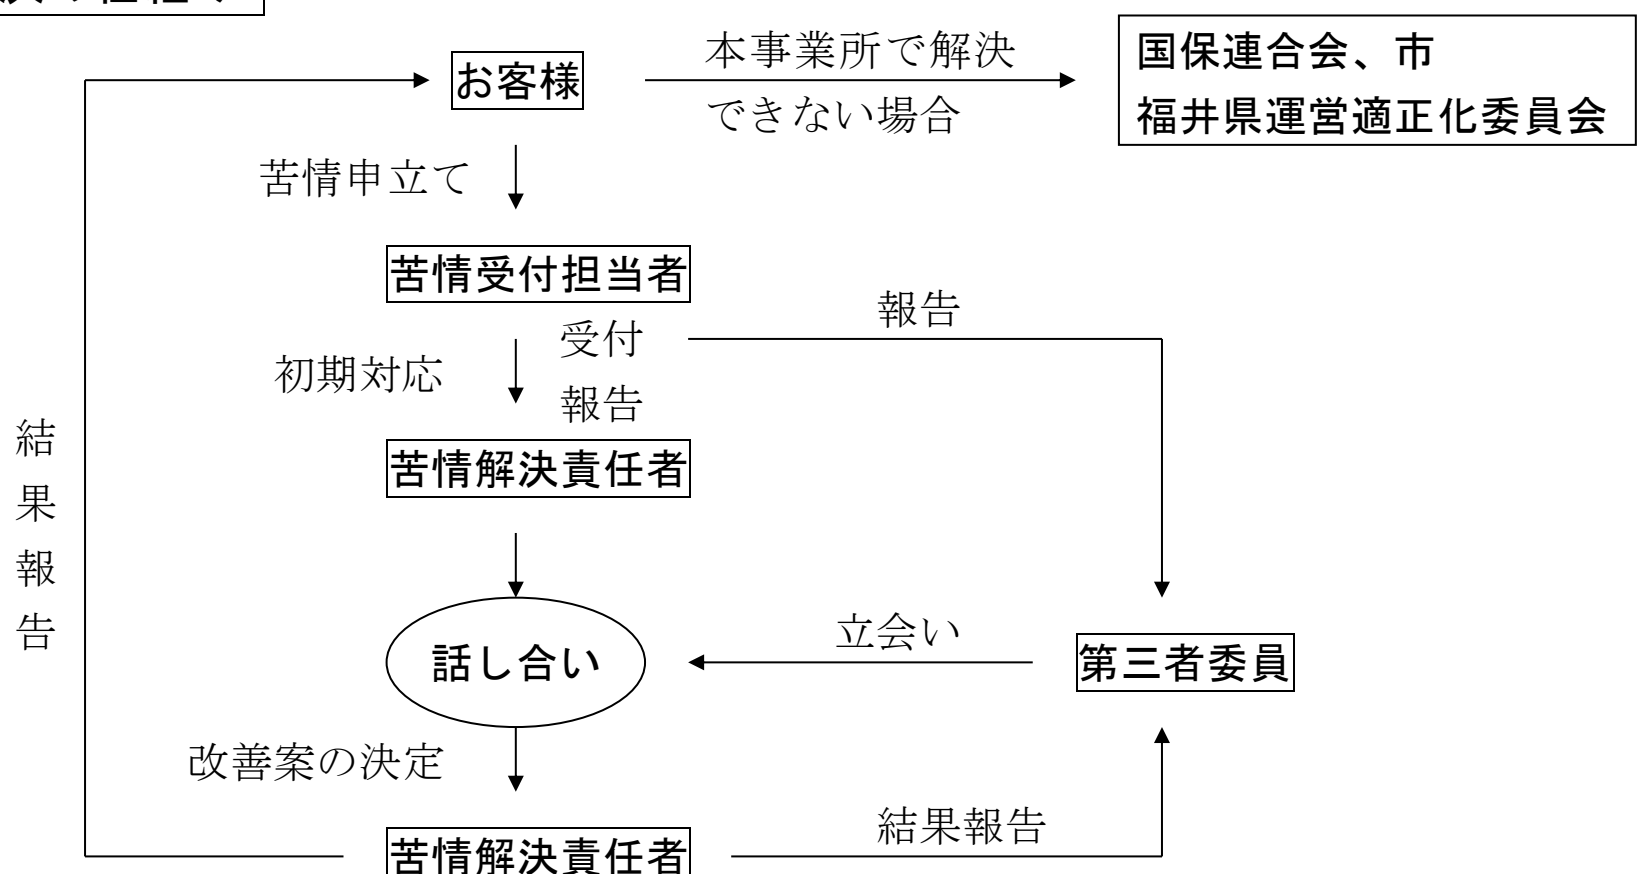 お客様
本事業所で解決
できない場合
国保連合会、市
福井県運営適正化委員会
苦情申立て
苦情受付担当者
報告
初期対応
受付
報告
苦情解決責任者
結果報告
話し合い
立会い
第三者委員
改善案の決定
結果報告
苦情解決責任者